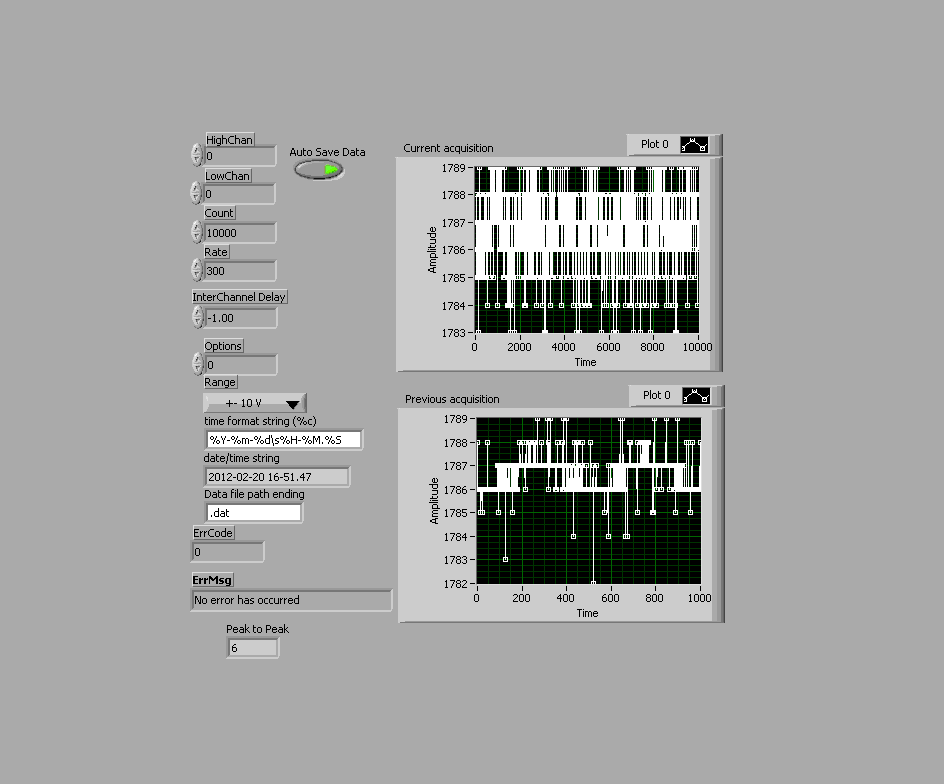 HighChan
0
Auto Save Data
LowChan
0
Count
10000
Rate
300
InterChannel Delay
-1.00
Options
0
Range
+- 10 V
time format string (%c)
%Y-%m-%d\s%H-%M.%S
date/time string
2012-02-20 16-51.47
Data file path ending
.dat
ErrCode
0
ErrMsg
No error has occurred
Peak to Peak
6
Current acquisition
Plot 0
Amplitude
1789
1788
1787
1786
1785
1784
1783
0 2000 4000 6000 8000 10000
Time
Previous acquisition
Plot 0
Amplitude
1789
1788
1787
1786
1785
1784
1783
1782
0 200 400 600 800 1000
Time